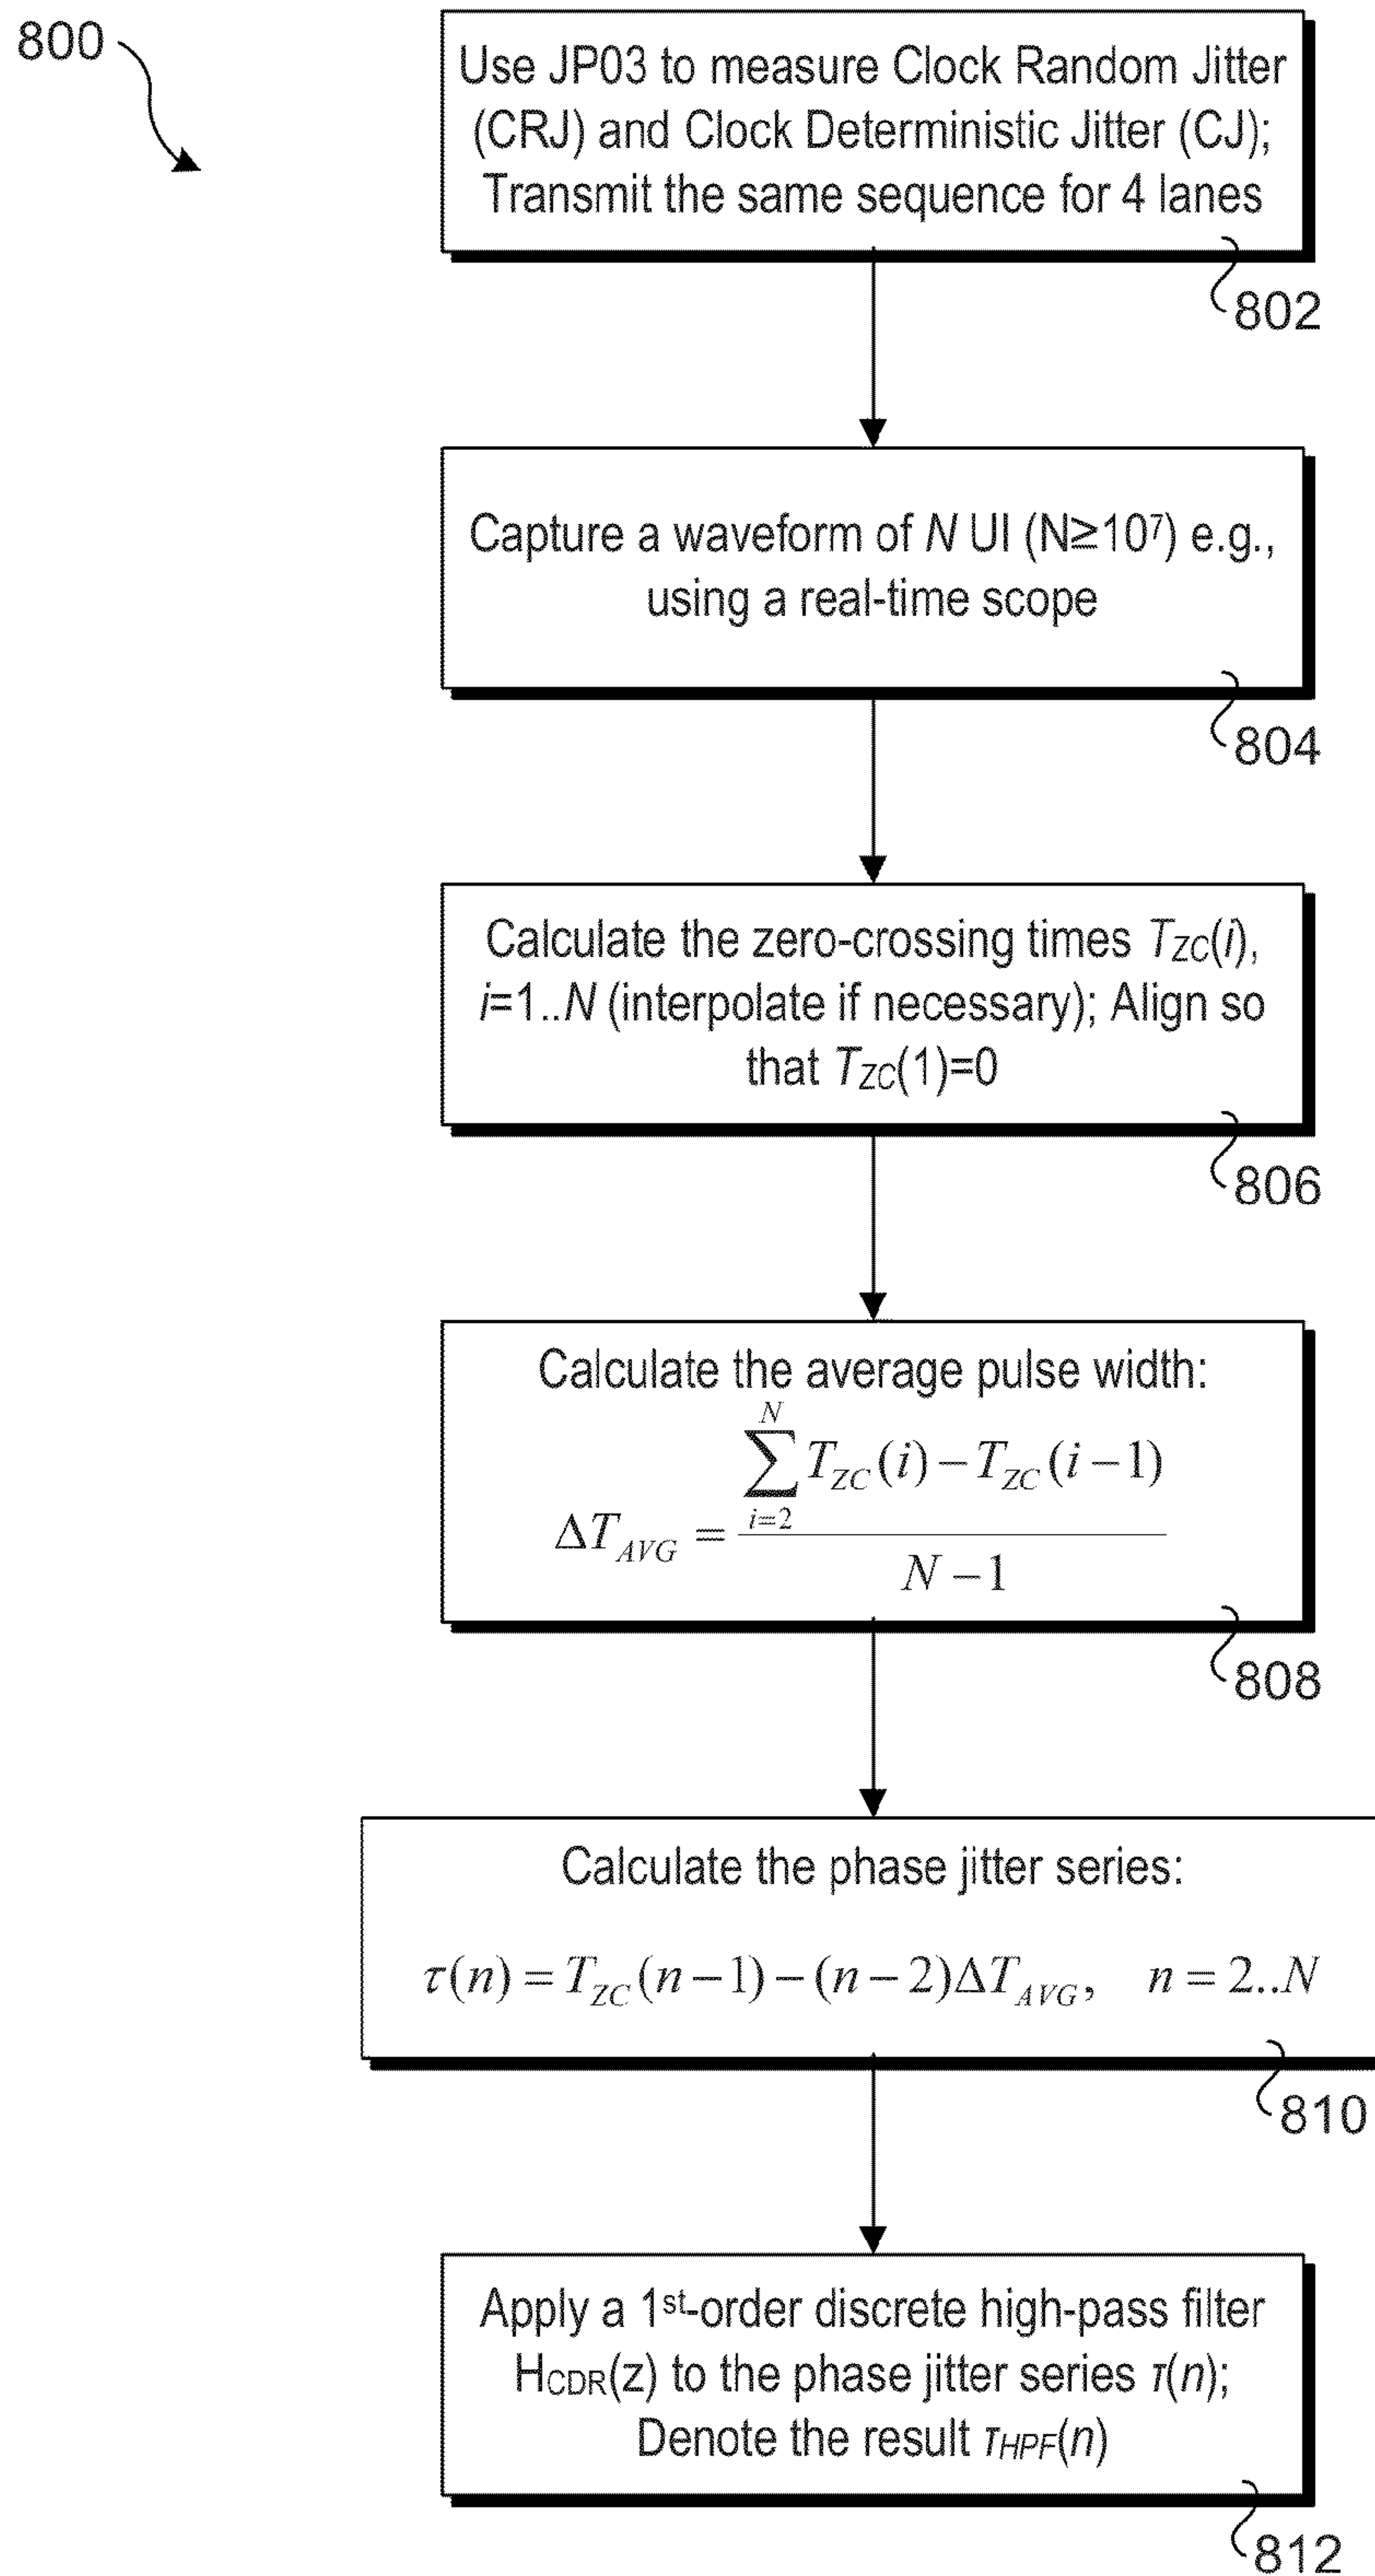 800
Use JP03 to measure Clock Random Jitter
(CRJ) and Clock Deterministic Jitter (CJ);
Transmit the same sequence for 4 lanes
802
Capture a waveform of N UI (N≥10⁷) e.g.,
using a real-time scope
804
Calculate the zero-crossing times T_ZC(i),
i=1..N (interpolate if necessary); Align so
that T_ZC(1)=0
806
Calculate the average pulse width:
ΔT_AVG = (∑_{i=2}^{N} T_ZC(i) − T_ZC(i−1)) / (N−1)
808
Calculate the phase jitter series:
τ(n) = T_ZC(n−1) − (n−2)ΔT_AVG, n = 2..N
810
Apply a 1st-order discrete high-pass filter
H_CDR(z) to the phase jitter series τ(n);
Denote the result τ_HPF(n)
812